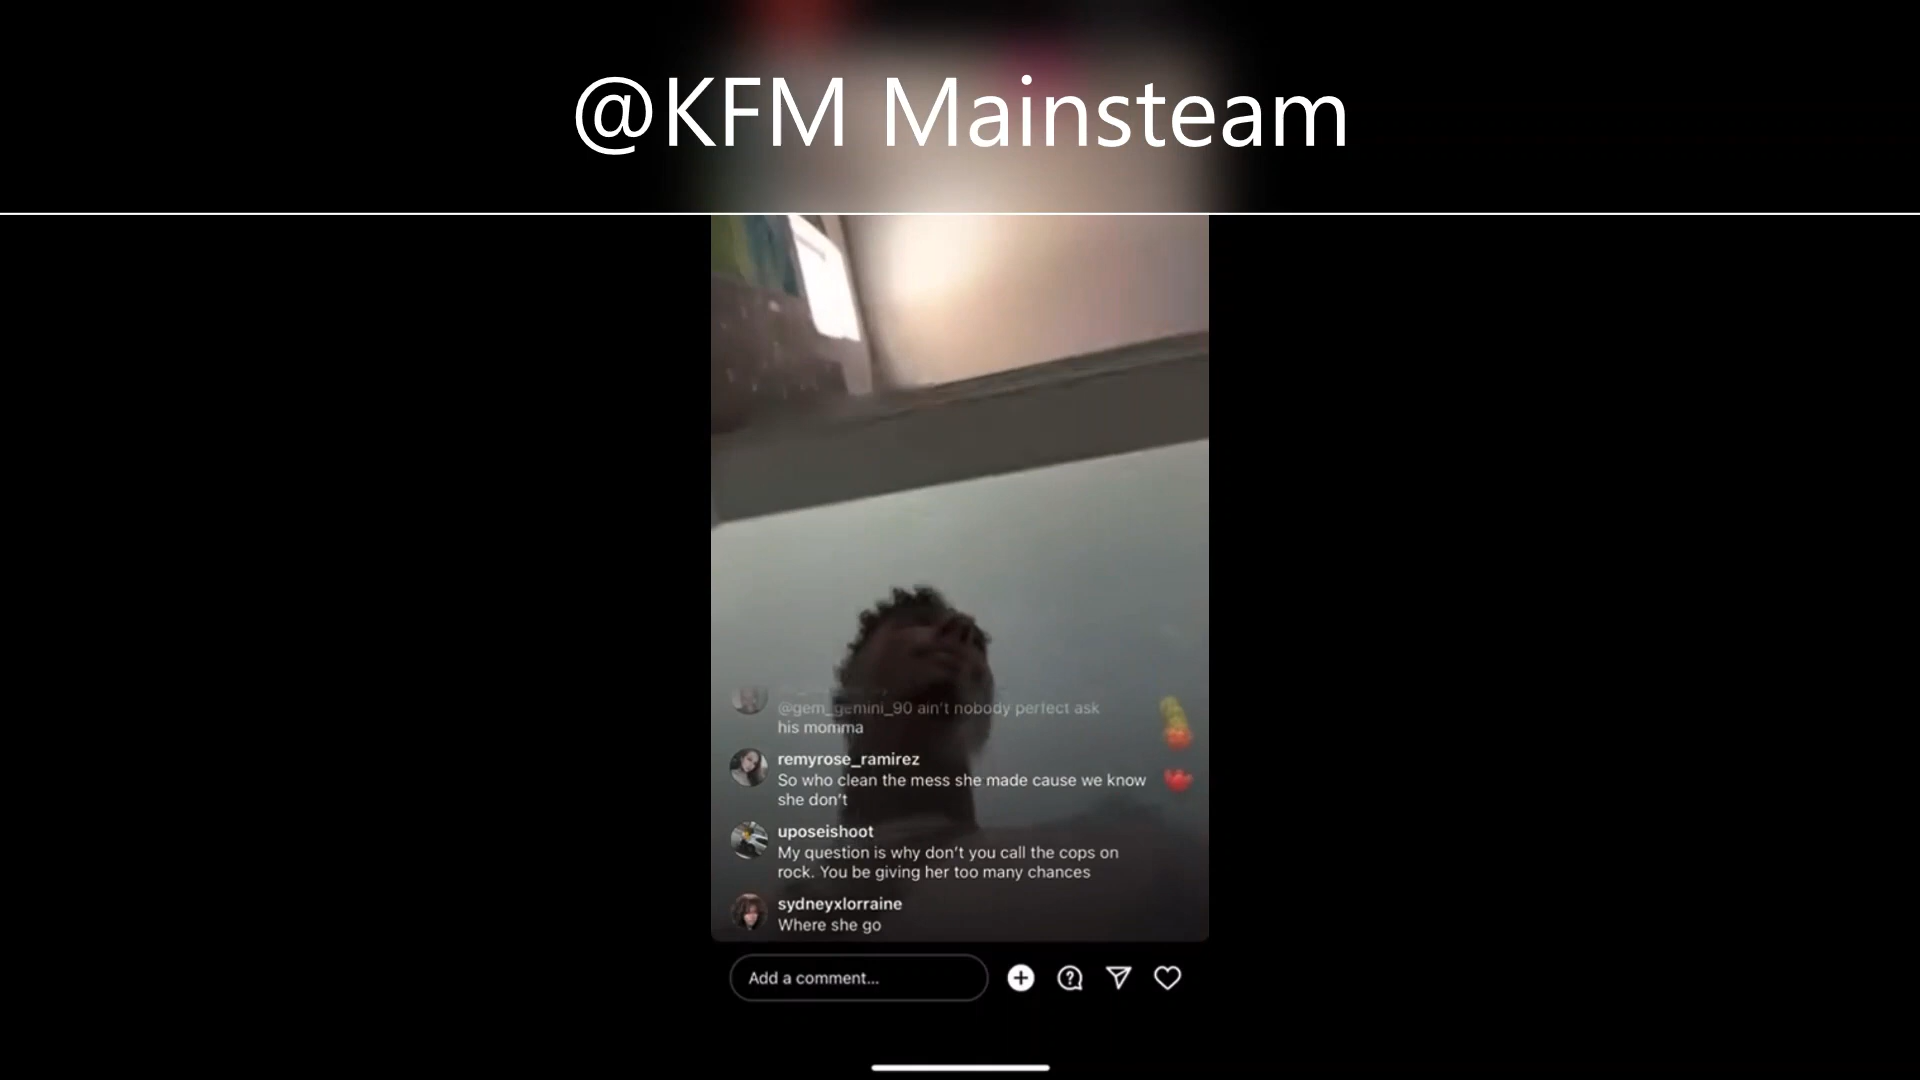 @KFM Mainsteam
@gem_gemini_90 ain't nobody perfect ask
his momma
remyrose_ramirez
So who clean the mess she made cause we know
she don't
uposeishoot
My question is why don't you call the cops on
rock. You be giving her too many chances
sydneyxlorraine
Where she go
Add a comment...